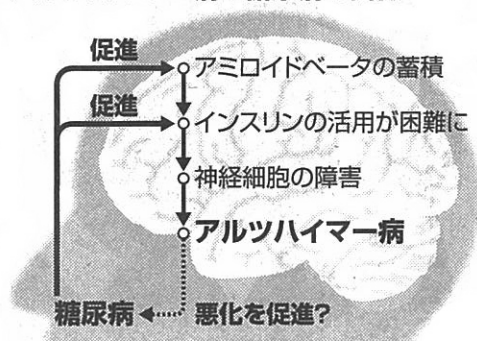 促進
アミロイドベータの蓄積
促進
インスリンの活用が困難に
神経細胞の障害
アルツハイマー病
糖尿病
悪化を促進?